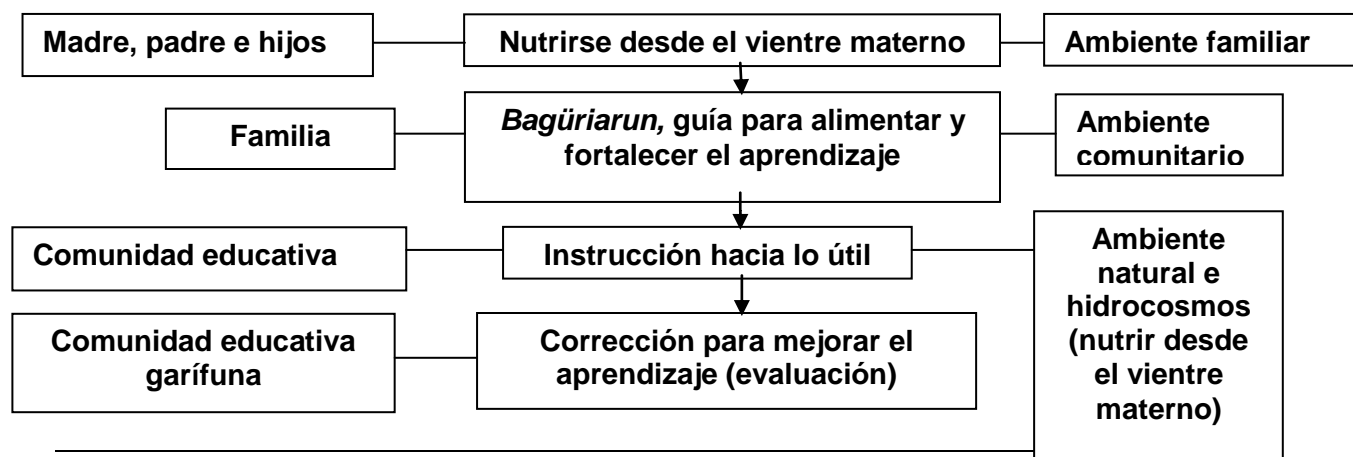 Madre, padre e hijos
Nutrirse desde el vientre materno
Ambiente familiar
Familia
Bagüriarun, guía para alimentar y
fortalecer el aprendizaje
Ambiente
comunitario
Comunidad educativa
Instrucción hacia lo útil
Ambiente
natural e
hidrocosmos
(nutrir desde
el vientre
materno)
Comunidad educativa
garífuna
Corrección para mejorar el
aprendizaje (evaluación)